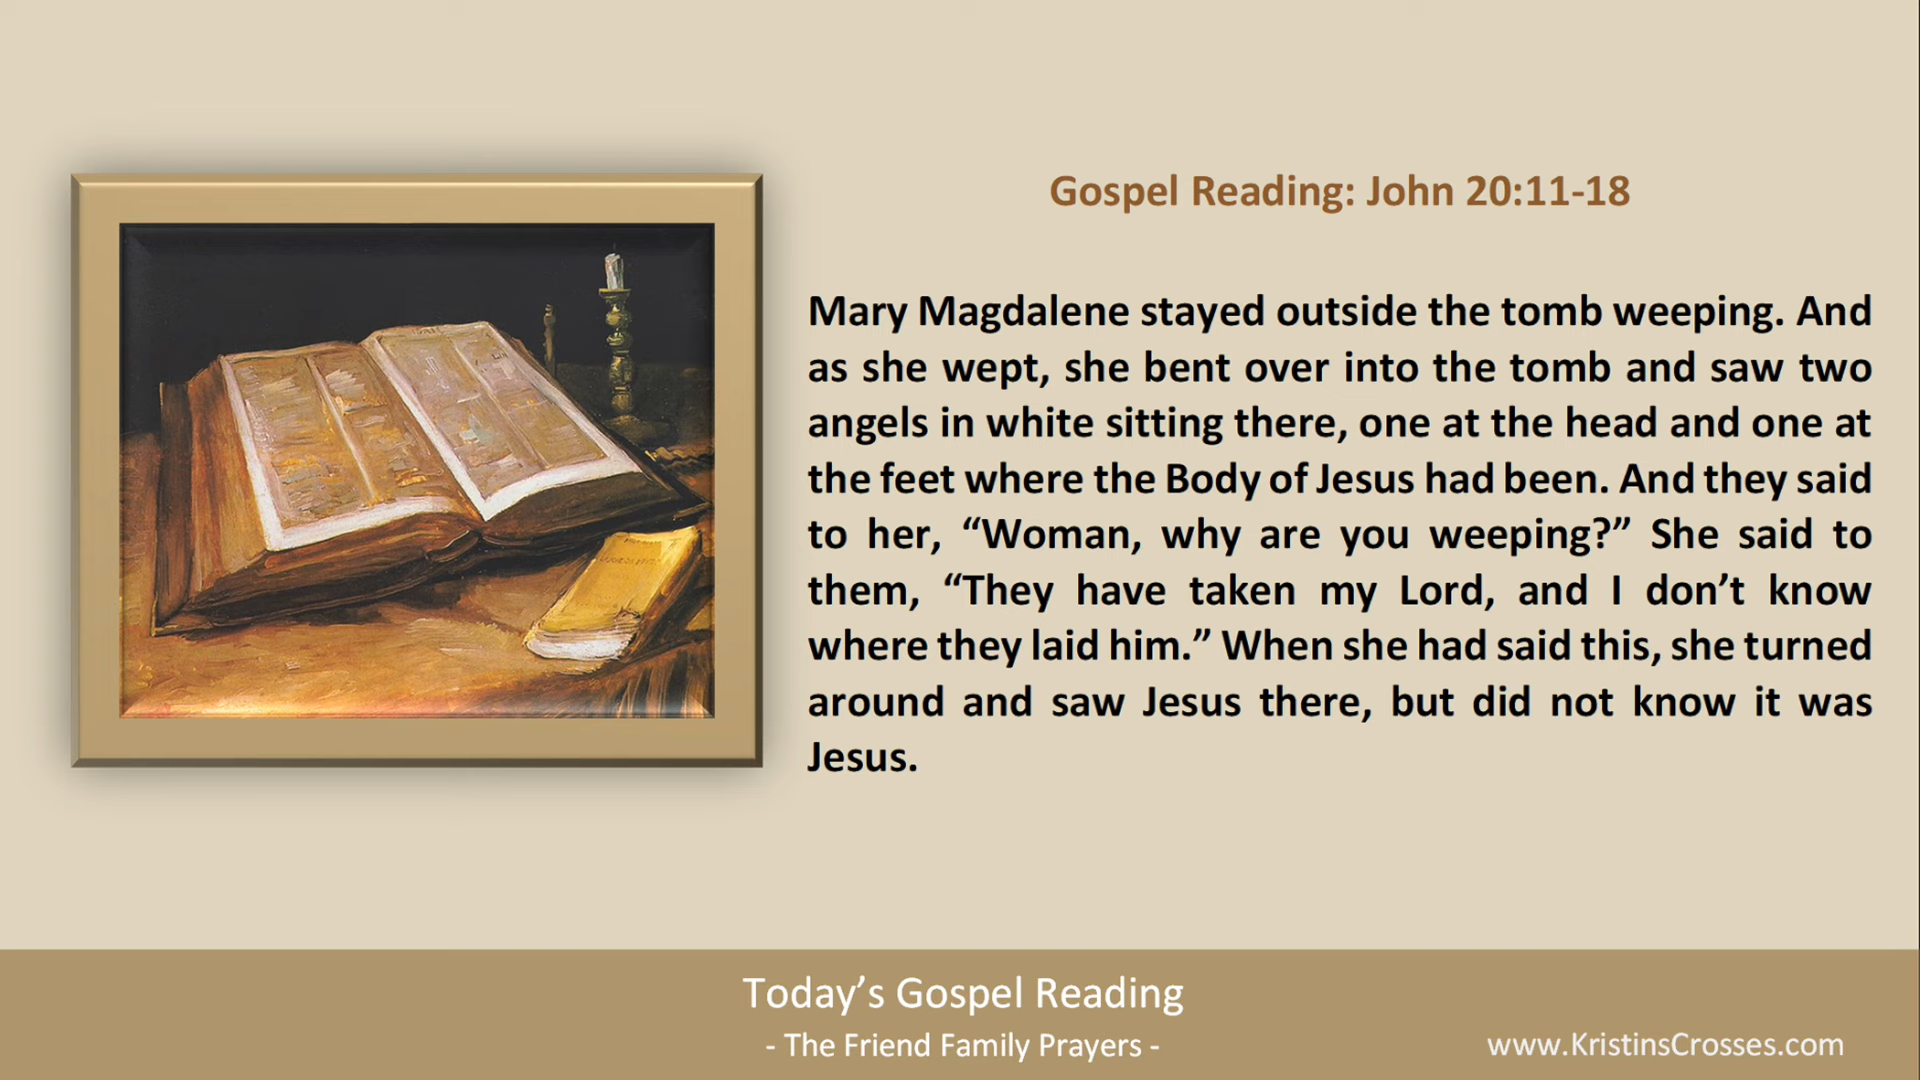 Gospel Reading: John 20:11-18
Mary Magdalene stayed outside the tomb weeping. And
as she wept, she bent over into the tomb and saw two
angels in white sitting there, one at the head and one at
the feet where the Body of Jesus had been. And they said
to her, “Woman, why are you weeping?” She said to
them, “They have taken my Lord, and I don’t know
where they laid him.” When she had said this, she turned
around and saw Jesus there, but did not know it was
Jesus.
Today’s Gospel Reading
- The Friend Family Prayers -
www.KristinsCrosses.com